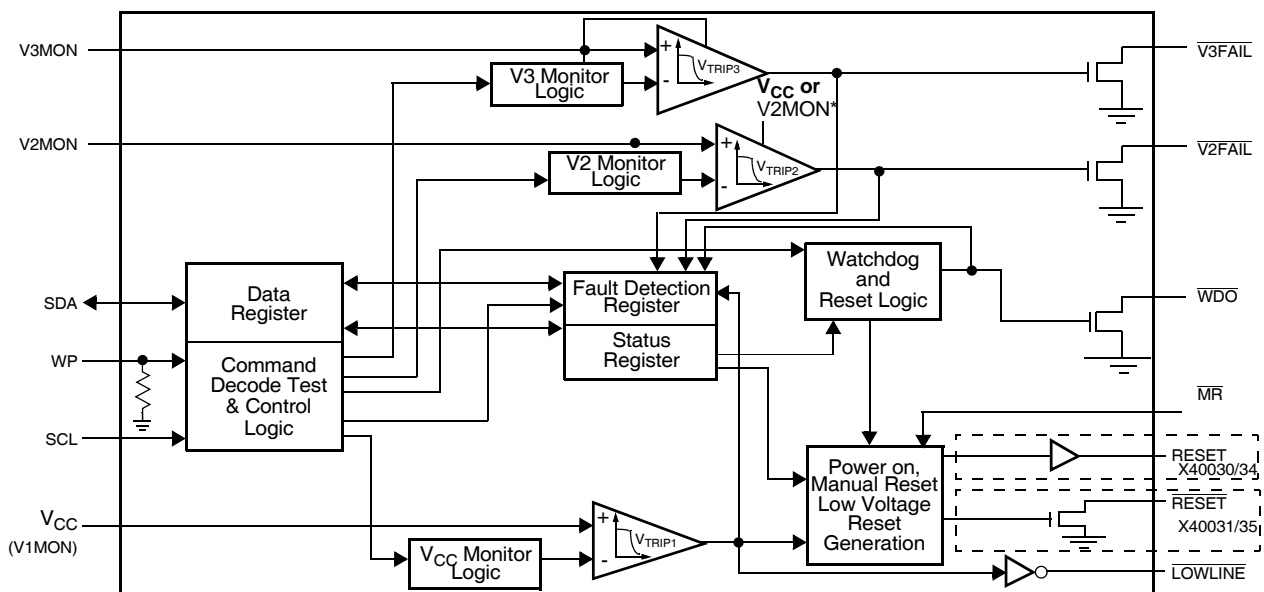 V3MON
V3 Monitor
Logic
+
-
VTRIP3
VCC or
V2MON*
V3FAIL
V2MON
V2 Monitor
Logic
+
-
VTRIP2
V2FAIL
SDA
WP
SCL
Data
Register
Command
Decode Test
& Control
Logic
Fault Detection
Register
Status
Register
Watchdog
and
Reset Logic
WDO
MR
Power on,
Manual Reset
Low Voltage
Reset
Generation
RESET
X40030/34
RESET
X40031/35
VCC
(V1MON)
VCC Monitor
Logic
+
-
VTRIP1
LOWLINE